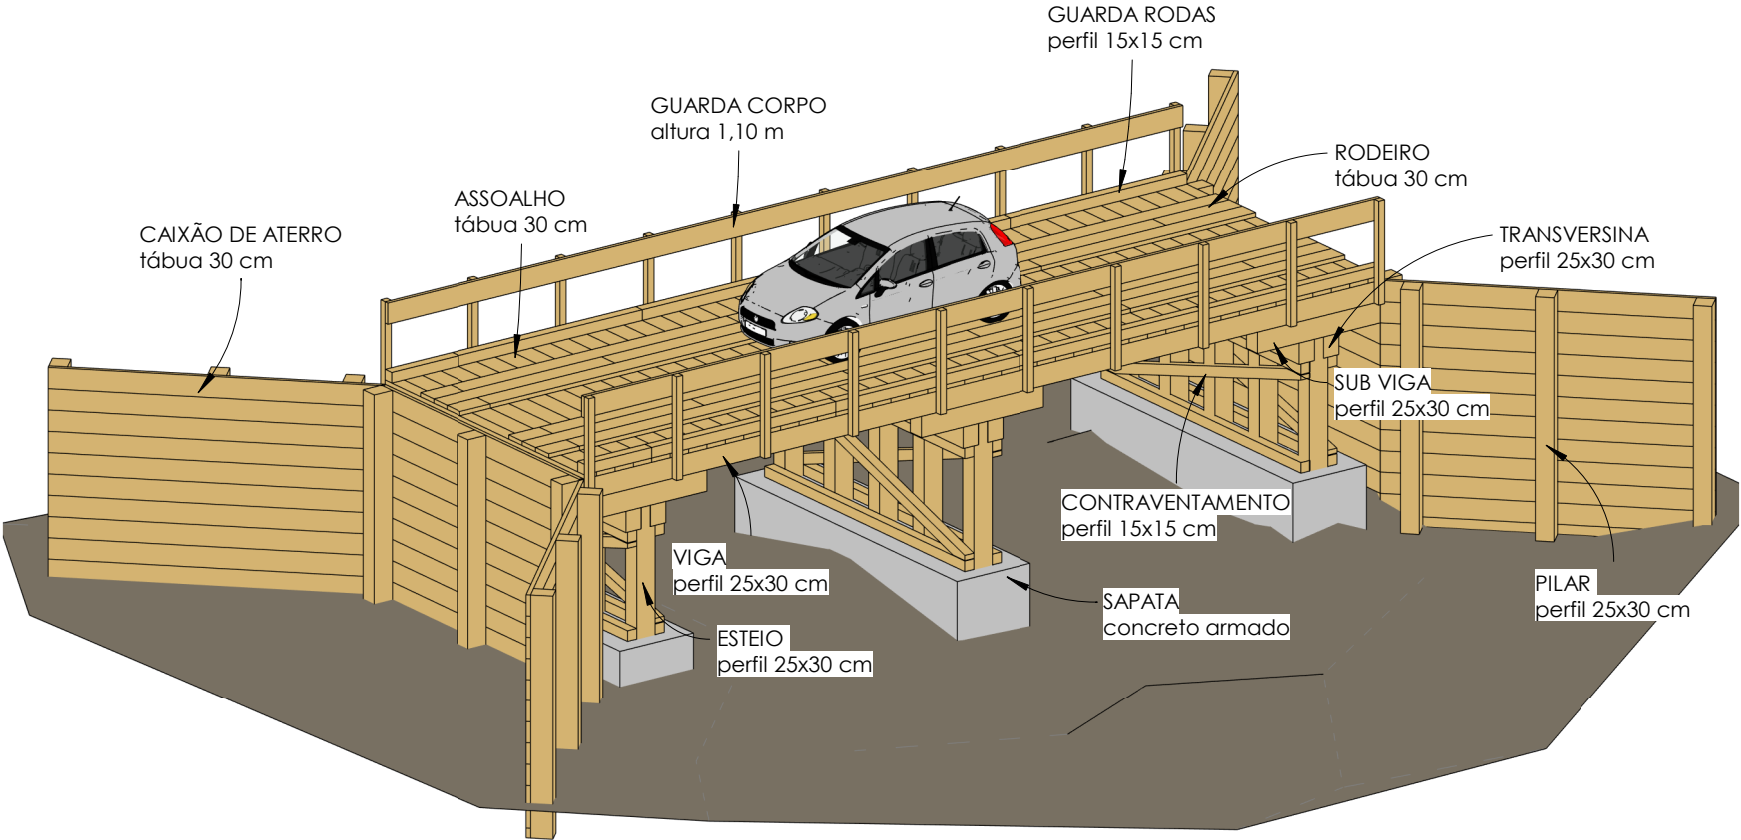 GUARDA RODAS
perfil 15x15 cm
GUARDA CORPO
altura 1,10 m
RODEIRO
tábua 30 cm
ASSOALHO
tábua 30 cm
CAIXÃO DE ATERRO
tábua 30 cm
TRANSVERSINA
perfil 25x30 cm
SUB VIGA
perfil 25x30 cm
CONTRAVENTAMENTO
perfil 15x15 cm
VIGA
perfil 25x30 cm
PILAR
perfil 25x30 cm
SAPATA
concreto armado
ESTEIO
perfil 25x30 cm